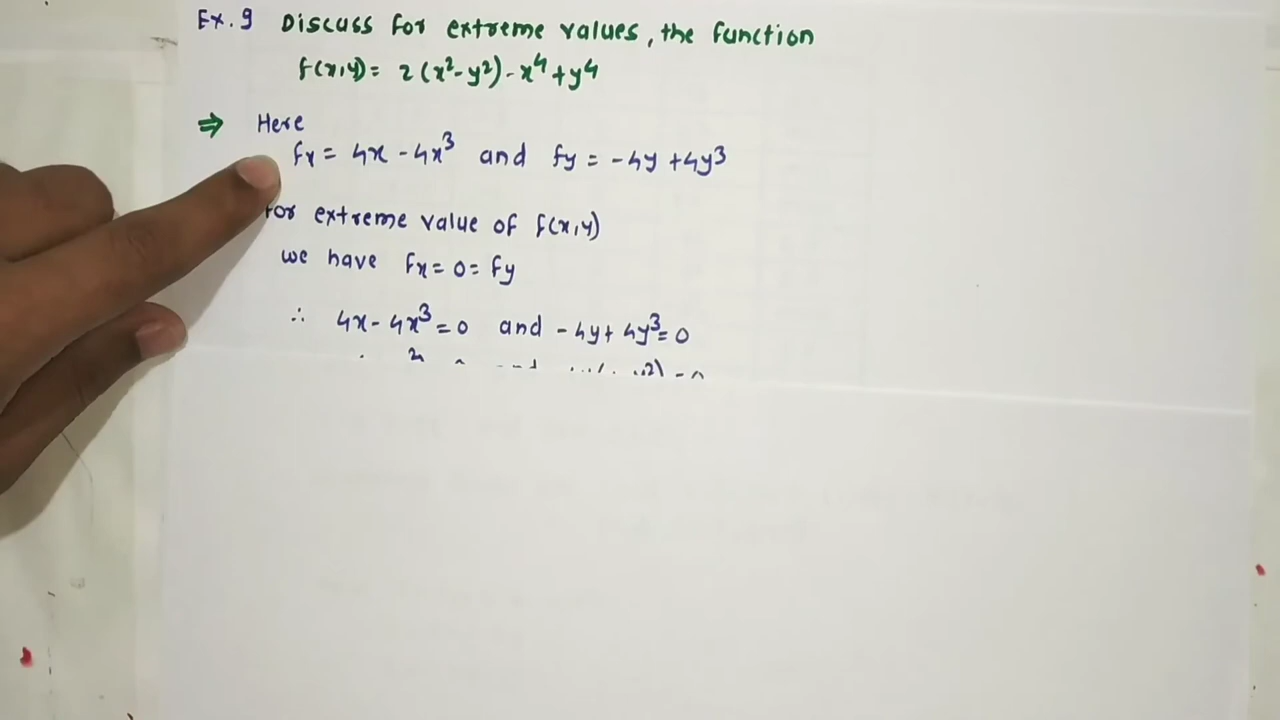 Ex. 9 Discuss for extreme values, the function
f(x,y) = 2(x²-y²) - x⁴ + y⁴
⇒ Here
fx = 4x - 4x³ and fy = -4y + 4y³
For extreme value of f(x,y)
we have fx = 0 = fy
∴ 4x - 4x³ = 0 and -4y + 4y³ = 0